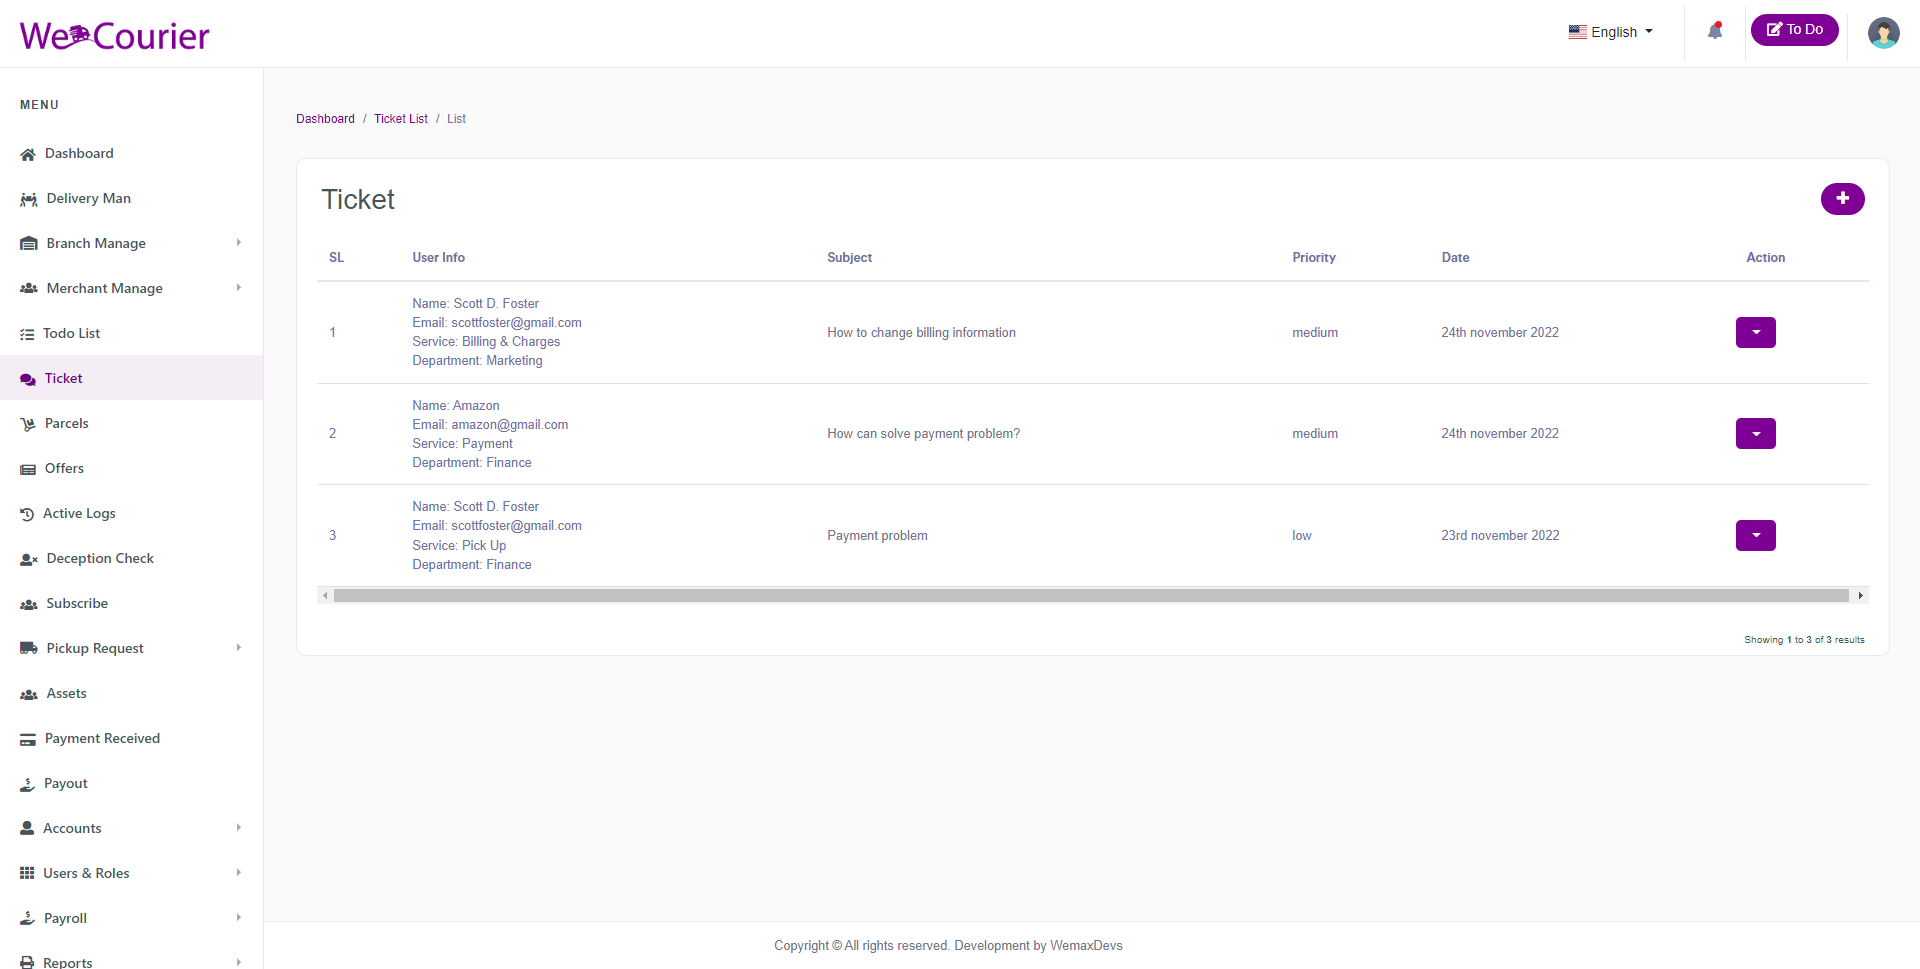 We Courier
English
To Do
MENU
Dashboard
Delivery Man
Branch Manage
Merchant Manage
Todo List
Ticket
Parcels
Offers
Active Logs
Deception Check
Subscribe
Pickup Request
Assets
Payment Received
Payout
Accounts
Users & Roles
Payroll
Reports
Dashboard / Ticket List / List
Ticket
SL User Info Subject Priority Date Action
Name: Scott D. Foster
Email: scottfoster@gmail.com
Service: Billing & Charges
Department: Marketing
1 How to change billing information medium 24th november 2022
Name: Amazon
Email: amazon@gmail.com
Service: Payment
Department: Finance
2 How can solve payment problem? medium 24th november 2022
Name: Scott D. Foster
Email: scottfoster@gmail.com
Service: Pick Up
Department: Finance
3 Payment problem low 23rd november 2022
Showing 1 to 3 of 3 results
Copyright © All rights reserved. Development by WemaxDevs